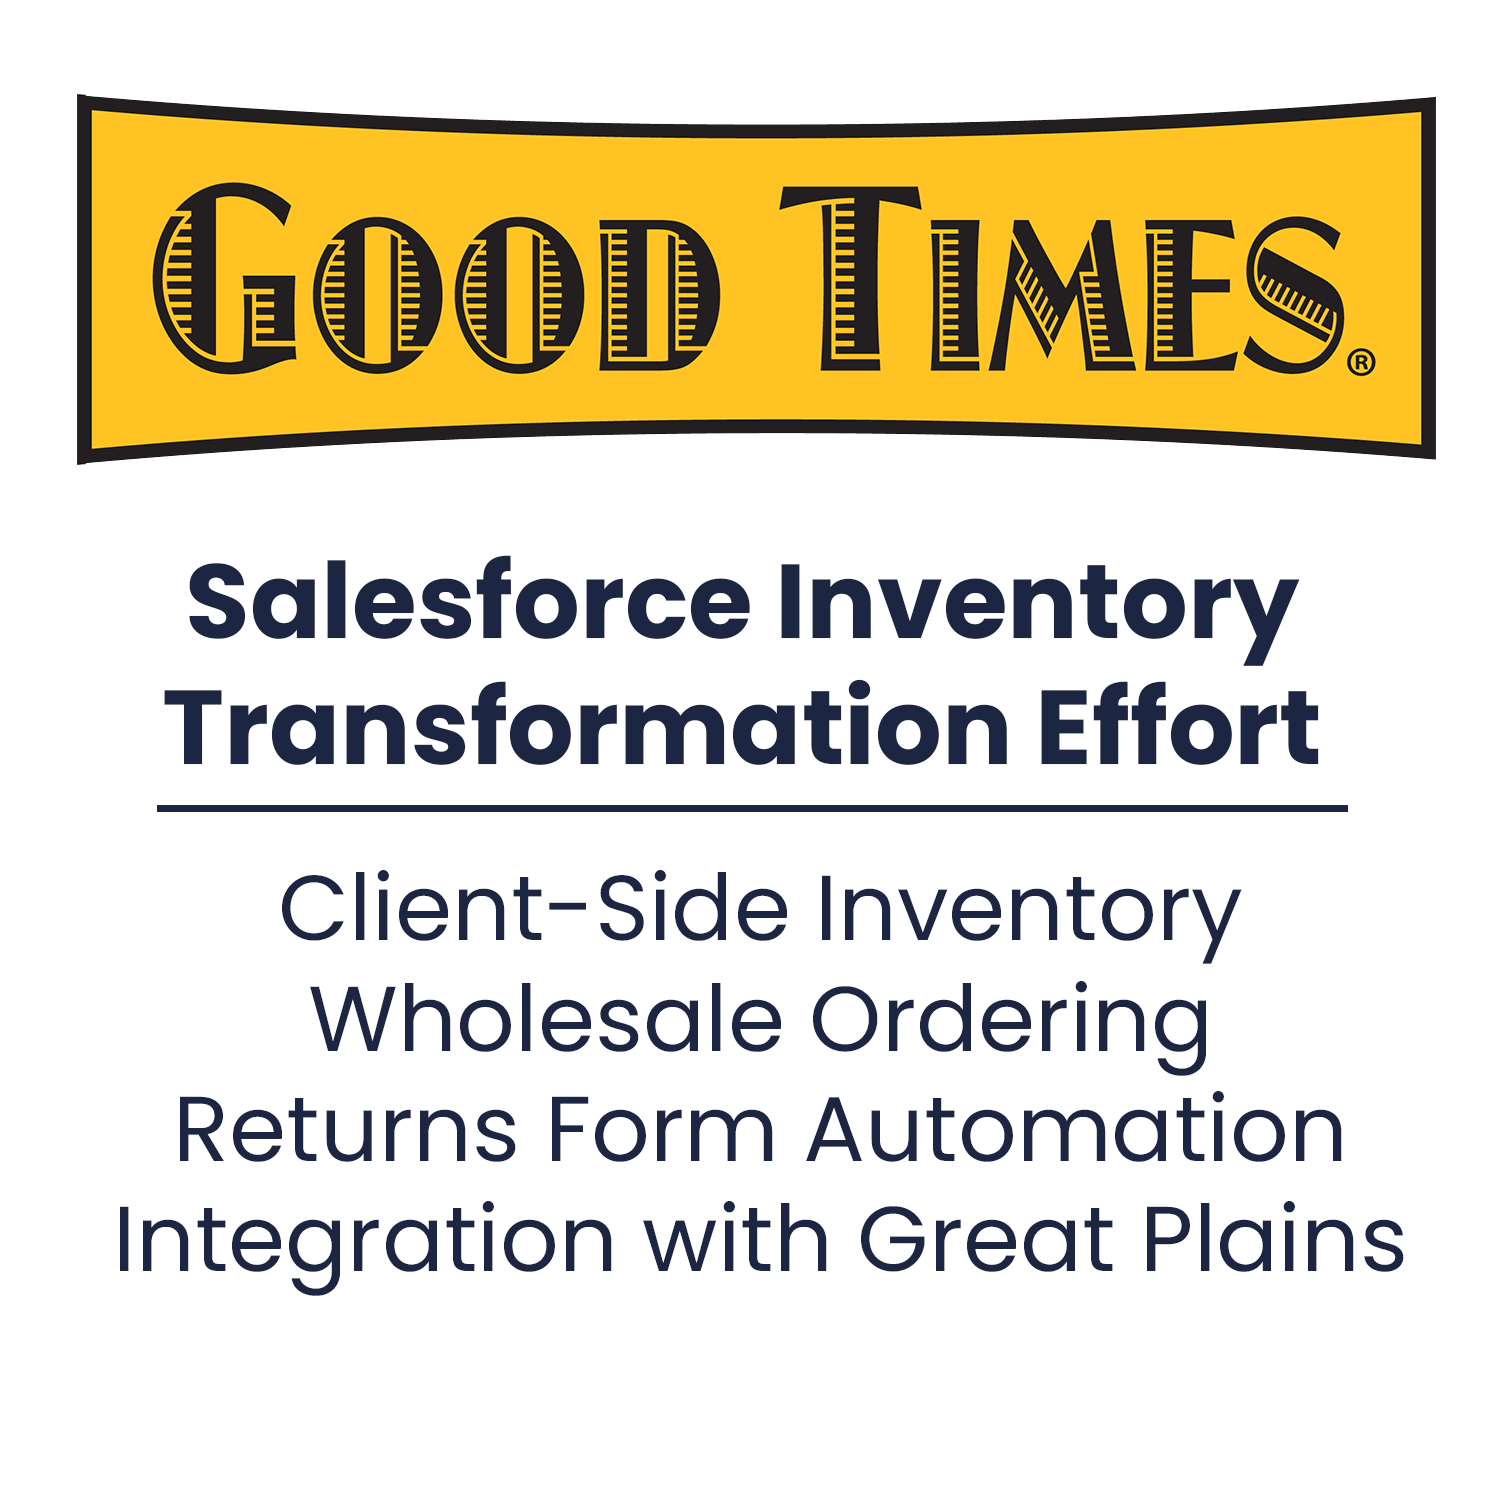 GOOD TIMES®
Salesforce Inventory
Transformation Effort
Client-Side Inventory
Wholesale Ordering
Returns Form Automation
Integration with Great Plains